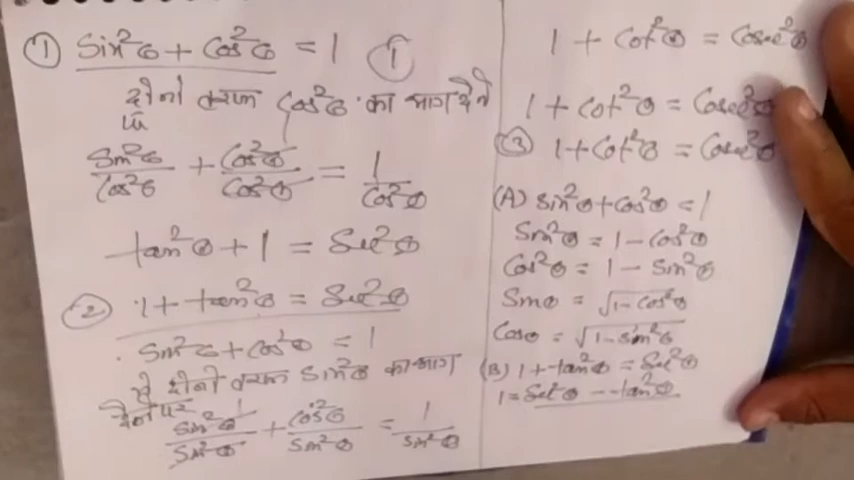 ① sin²θ + cos²θ = 1 ①
दोनो तरफ cos²θ का भाग देने
पर
sin²θ/cos²θ + cos²θ/cos²θ = 1/cos²θ
tan²θ + 1 = sec²θ
② 1 + tan²θ = sec²θ
sin²θ + cos²θ = 1
दोनो तरफ sin²θ का भाग
देने पर
sin²θ/sin²θ + cos²θ/sin²θ = 1/sin²θ
1 + cot²θ = cosec²θ
1 + cot²θ = cosec²θ
③ 1 + cot²θ = cosec²θ
(A) sin²θ + cos²θ = 1
sin²θ = 1 - cos²θ
cos²θ = 1 - sin²θ
sinθ = √1-cos²θ
cosθ = √1-sin²θ
(B) 1 + tan²θ = sec²θ
1 = sec²θ - tan²θ